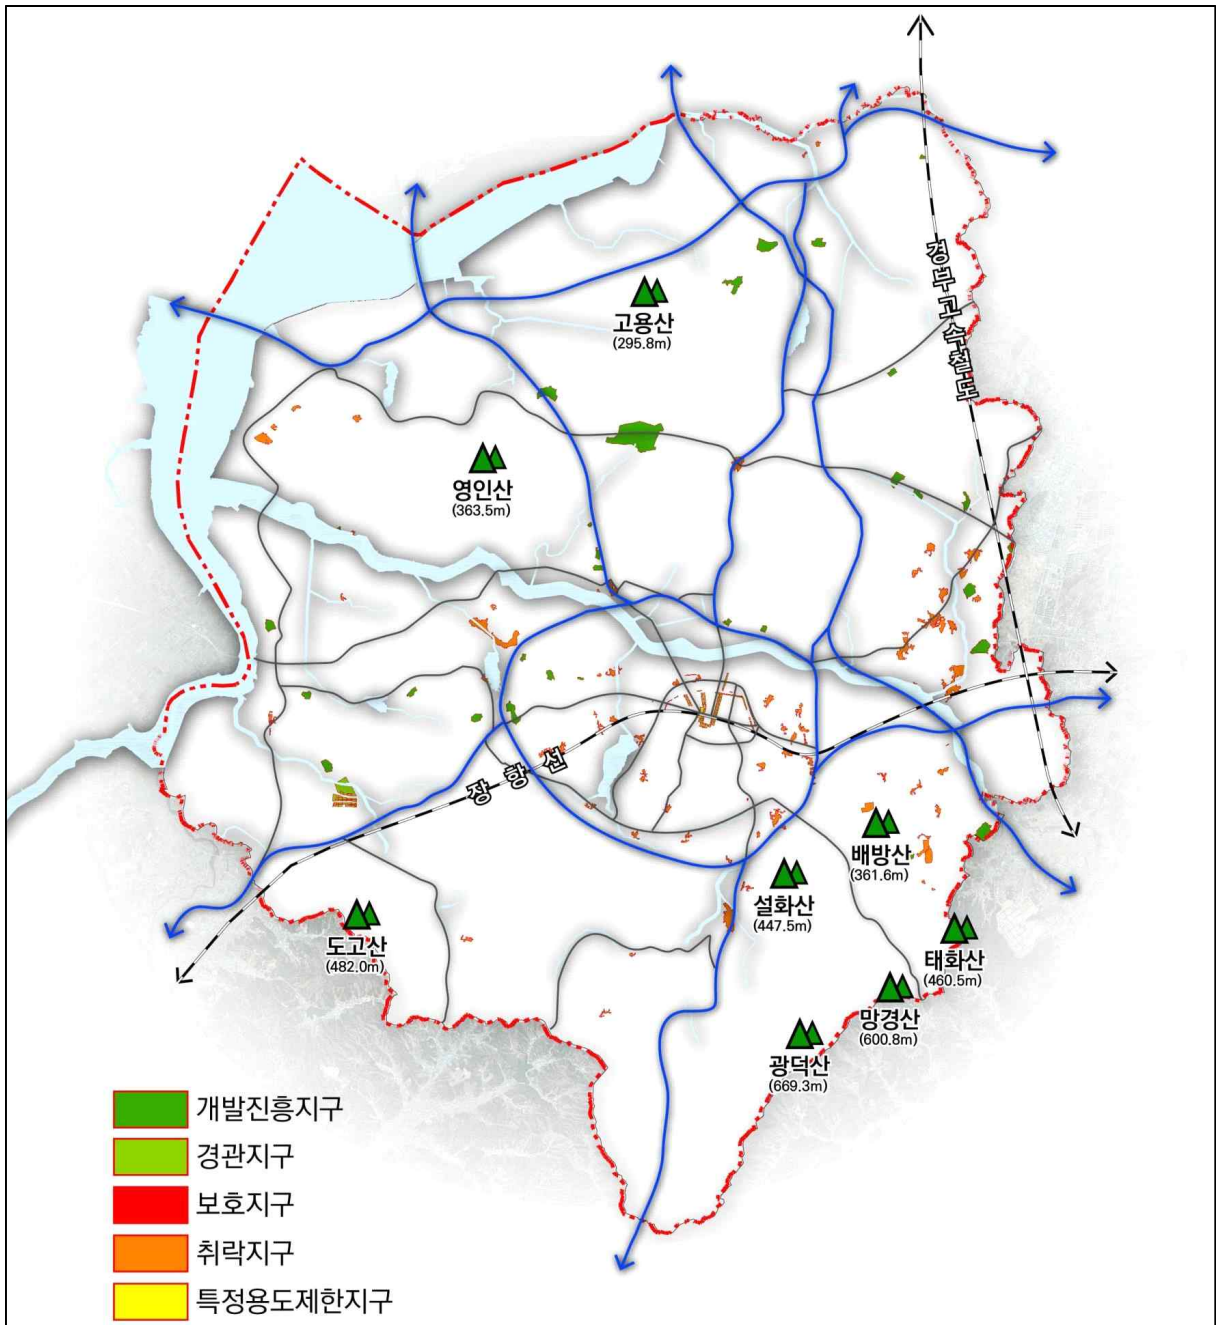 경부고속철도
고용산
(295.8m)
영인산
(363.5m)
장항선
배방산
(361.6m)
설화산
(447.5m)
도고산
(482.0m)
태화산
(460.5m)
망경산
(600.8m)
광덕산
(669.3m)
개발진흥지구
경관지구
보호지구
취락지구
특정용도제한지구